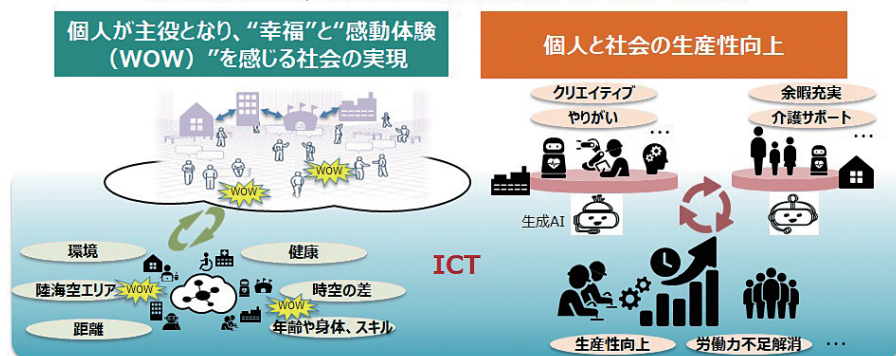 個人が主役となり、“幸福”と“感動体験
（WOW）”を感じる社会の実現
個人と社会の生産性向上
クリエイティブ
やりがい
…
余暇充実
介護サポート
…
WOW
WOW
生成AI
環境
健康
ICT
陸海空エリア
WOW
時空の差
WOW
距離
年齢や身体、スキル
生産性向上
労働力不足解消
…